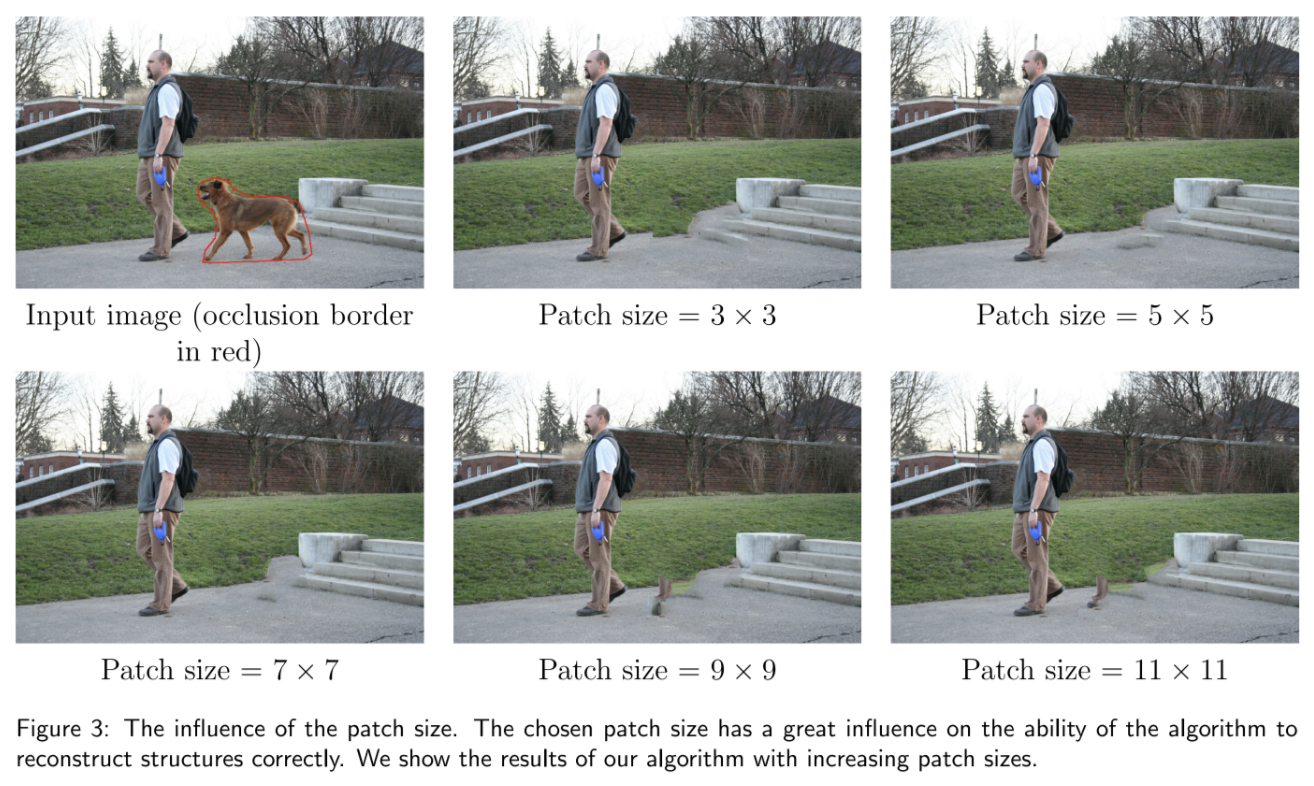 Input image (occlusion border
in red)
Patch size = 3 × 3
Patch size = 5 × 5
Patch size = 7 × 7
Patch size = 9 × 9
Patch size = 11 × 11
Figure 3: The influence of the patch size. The chosen patch size has a great influence on the ability of the algorithm to
reconstruct structures correctly. We show the results of our algorithm with increasing patch sizes.